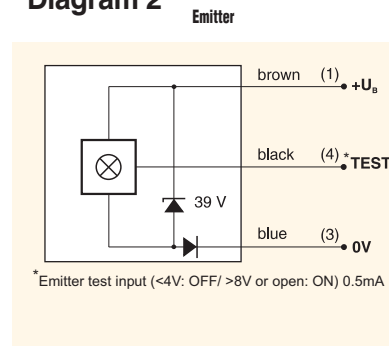 Diagram 2
Emitter
brown (1) +UB
black (4) *TEST
39 V
blue (3) 0V
*Emitter test input (<4V: OFF/ >8V or open: ON) 0.5mA